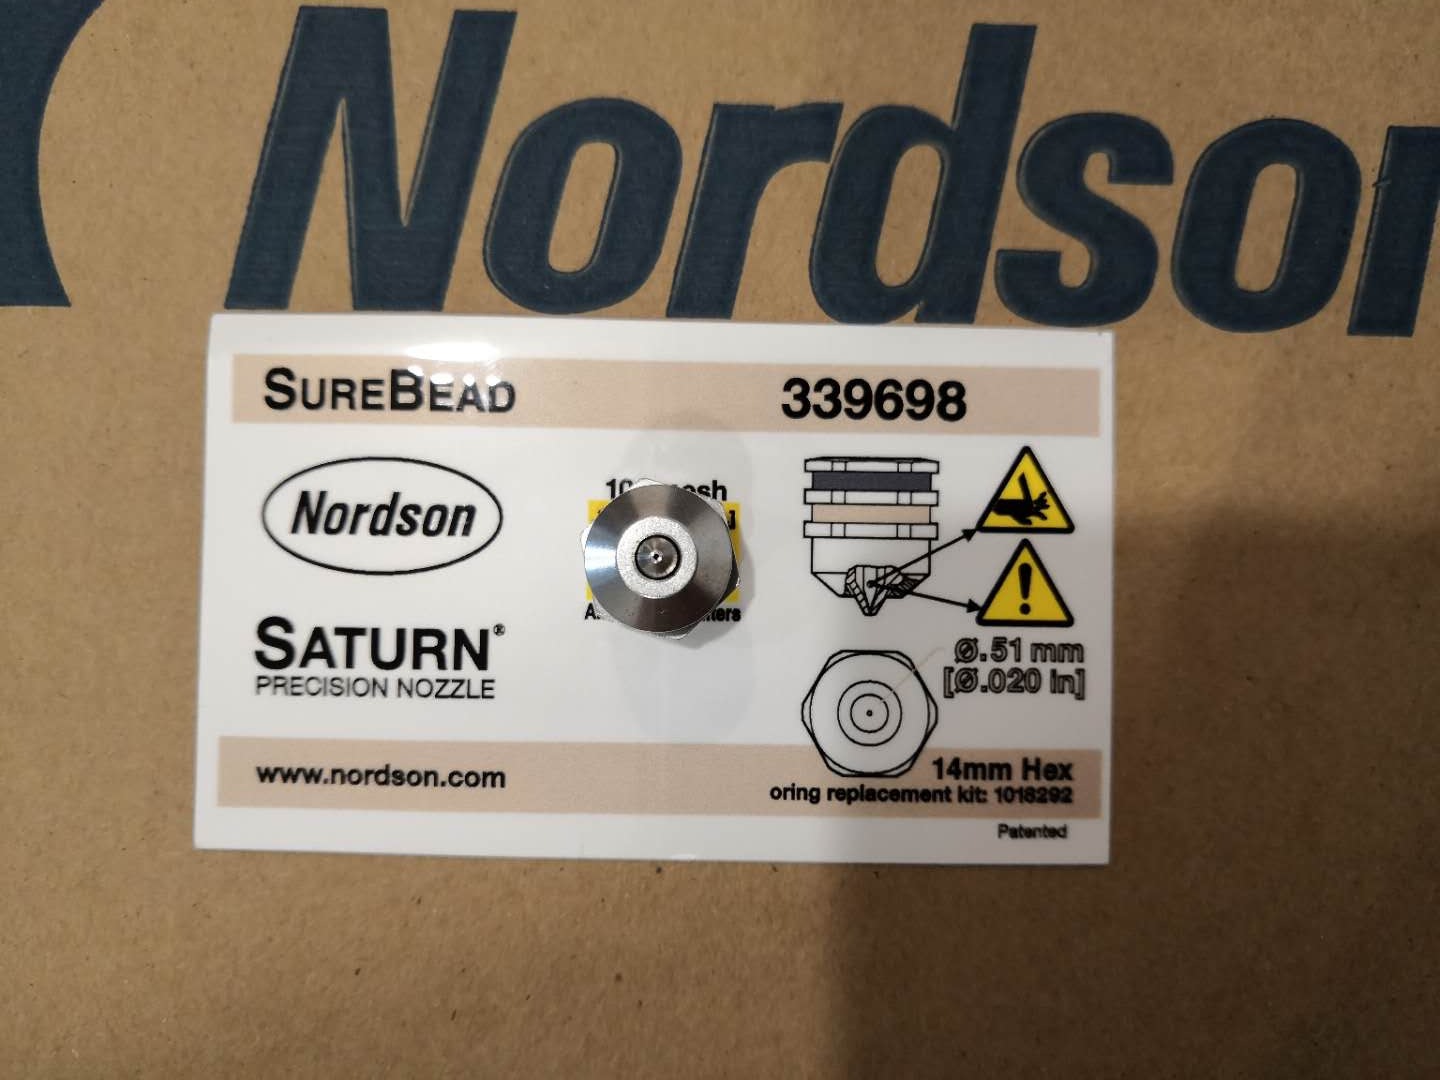 Nordson
SUREBEAD
339698
Nordson
SATURN®
PRECISION NOZZLE
Ø.51 mm
[Ø.020 in]
www.nordson.com
14mm Hex
oring replacement kit: 1018292
Patented